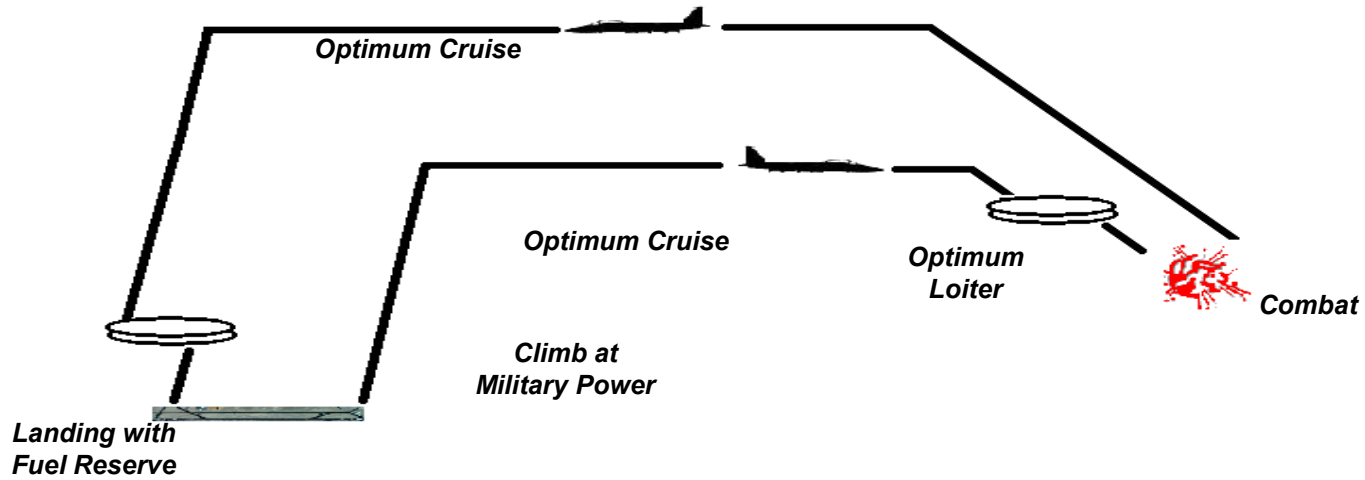 Optimum Cruise
Optimum Cruise
Optimum
Loiter
Combat
Climb at
Military Power
Landing with
Fuel Reserve